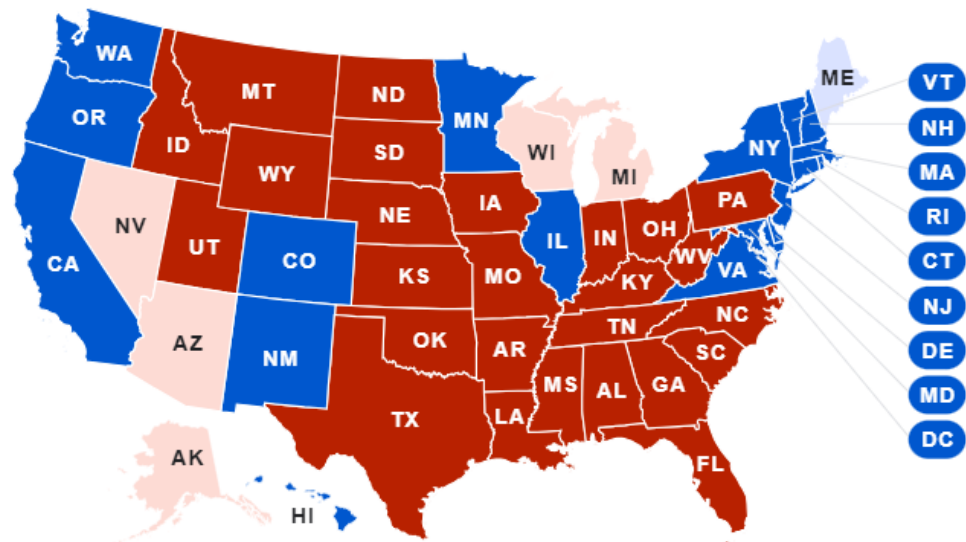 WA
OR
CA
NV
ID
MT
WY
UT
AZ
CO
NM
ND
SD
NE
KS
OK
TX
MN
IA
MO
AR
LA
WI
IL
MI
IN
OH
KY
TN
MS
AL
GA
FL
SC
NC
VA
WV
PA
NY
ME
VT
NH
MA
RI
CT
NJ
DE
MD
DC
AK
HI